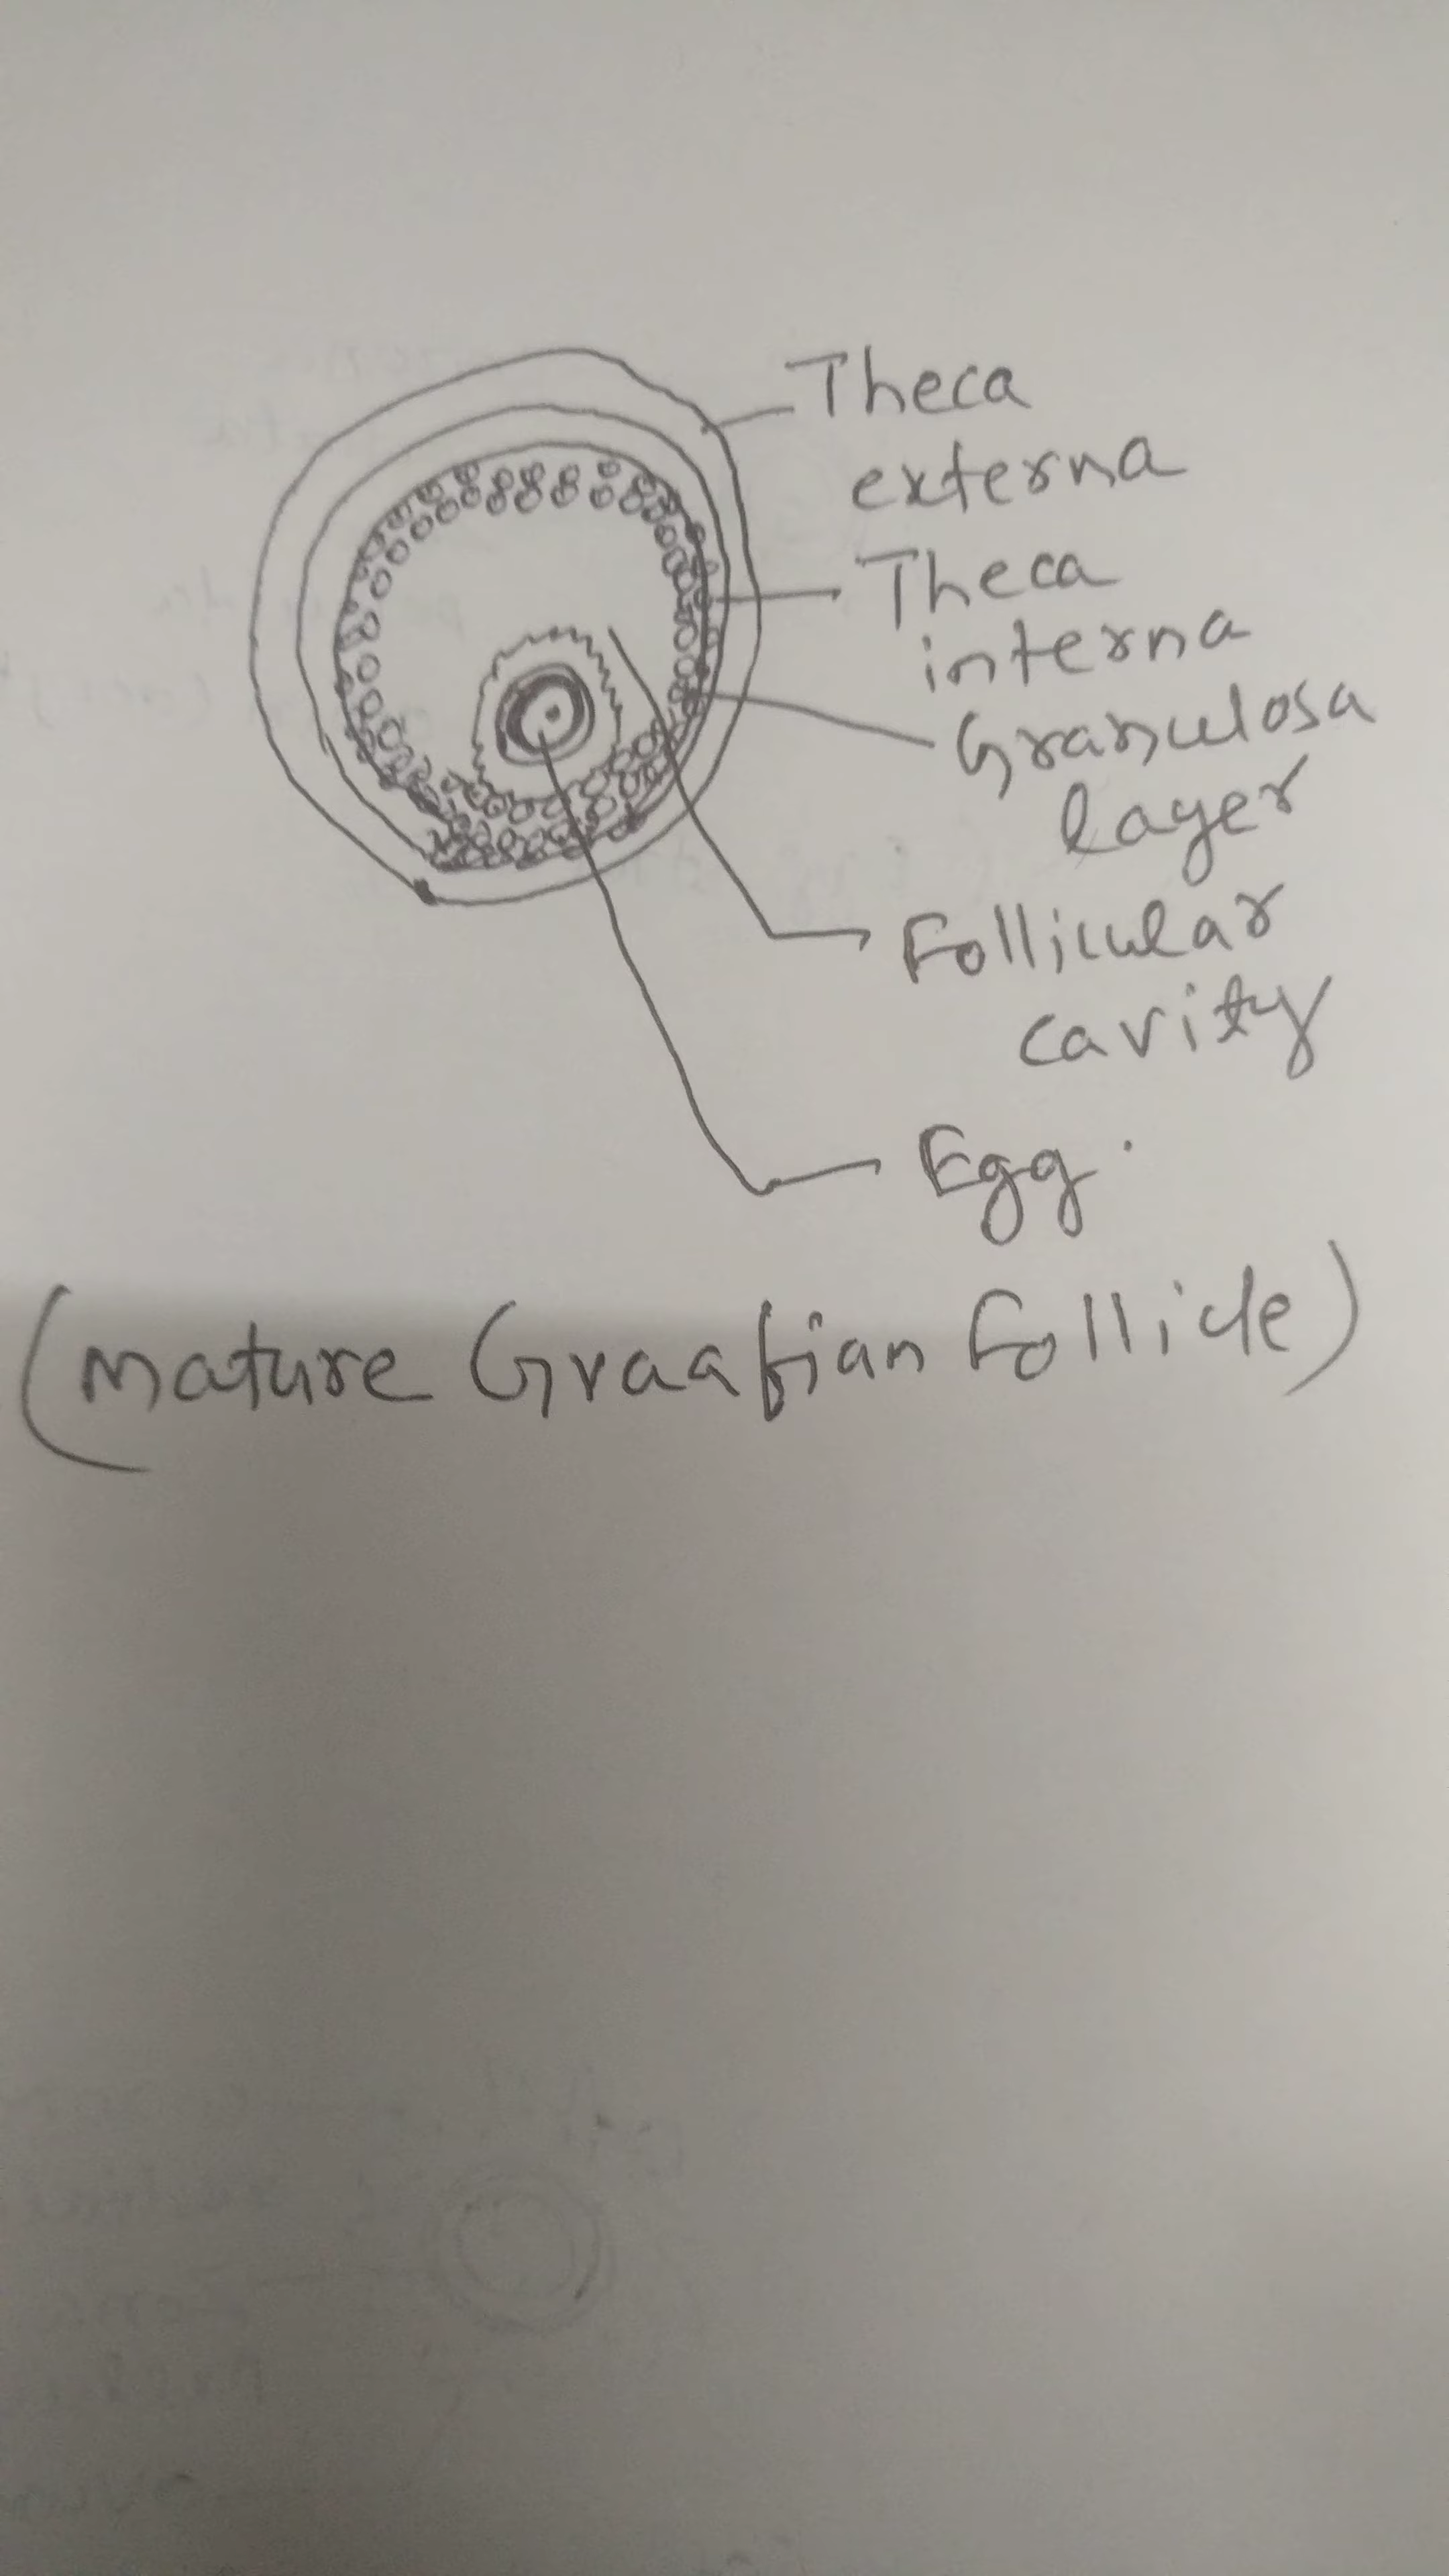 Theca
externa
Theca
interna
Granulosa
layer
Follicular
cavity
Egg.
(Mature Graafian Follicle)